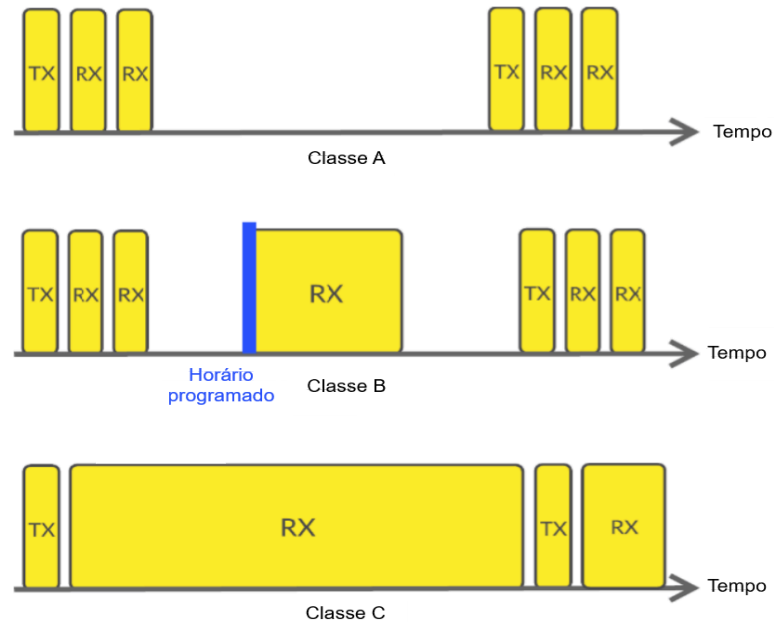 TX RX RX TX RX RX
Tempo
Classe A
TX RX RX RX TX RX RX
Tempo
Horário
programado
Classe B
TX RX TX RX
Tempo
Classe C